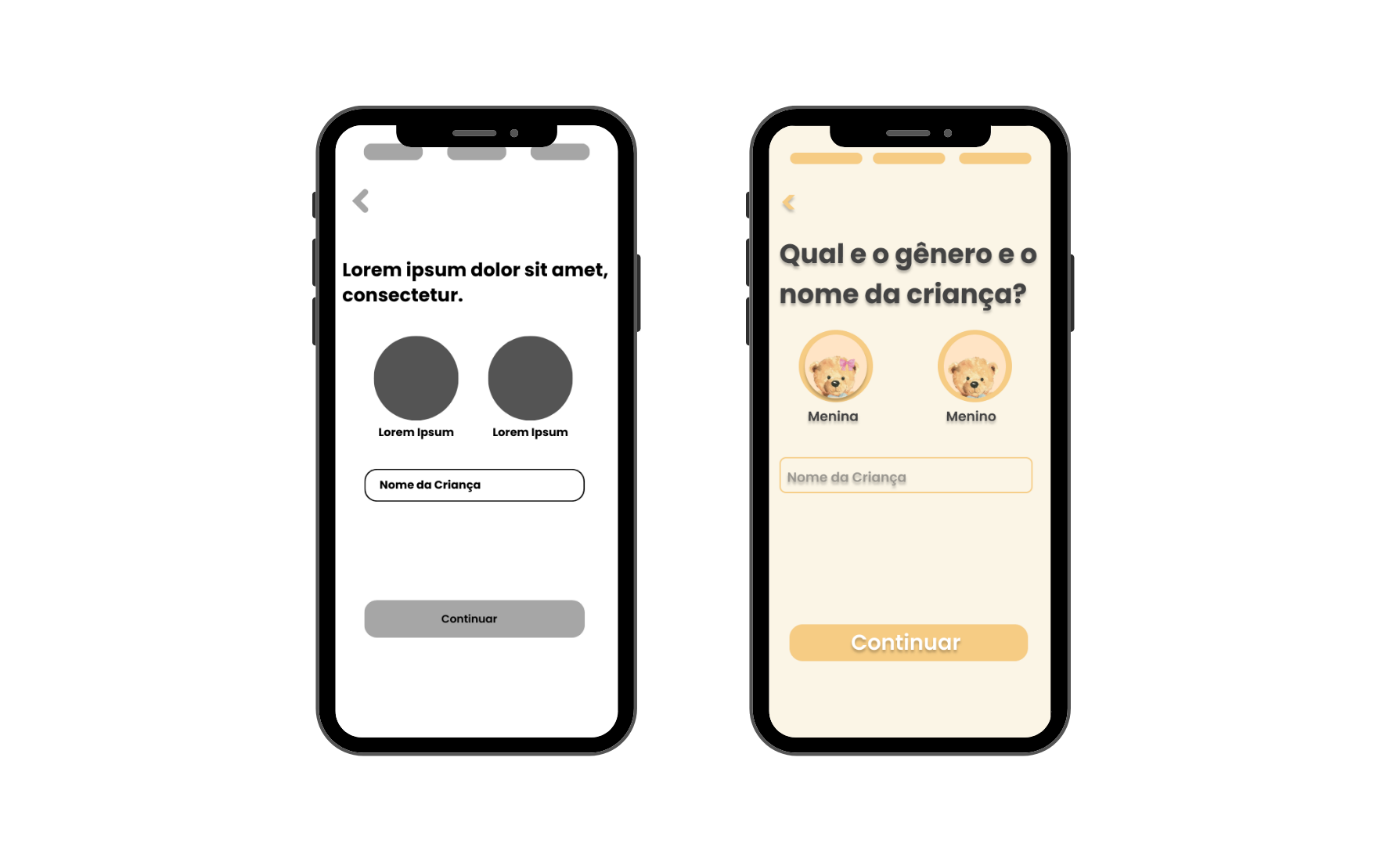 Lorem ipsum dolor sit amet,
consectetur.
Lorem Ipsum
Lorem Ipsum
Nome da Criança
Continuar
Qual e o gênero e o
nome da criança?
Menina
Menino
Nome da Criança
Continuar